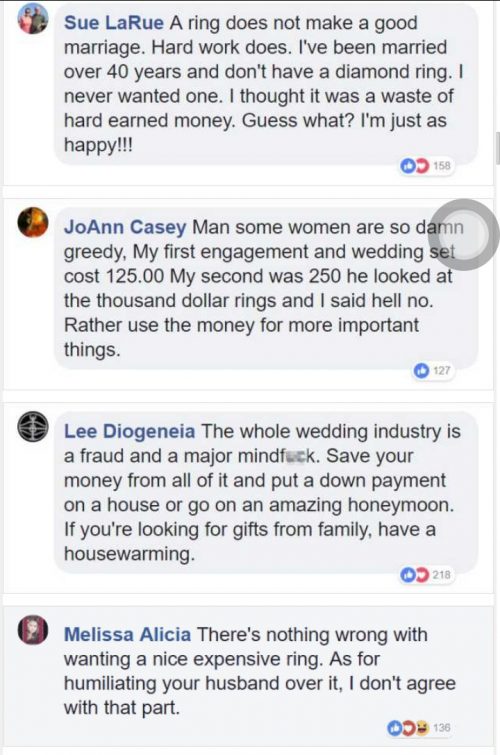 Sue LaRue A ring does not make a good
marriage. Hard work does. I've been married
over 40 years and don't have a diamond ring. I
never wanted one. I thought it was a waste of
hard earned money. Guess what? I'm just as
happy!!!
158
JoAnn Casey Man some women are so damn
greedy, My first engagement and wedding set
cost 125.00 My second was 250 he looked at
the thousand dollar rings and I said hell no.
Rather use the money for more important
things.
127
Lee Diogeneia The whole wedding industry is
a fraud and a major mindfuck. Save your
money from all of it and put a down payment
on a house or go on an amazing honeymoon.
If you're looking for gifts from family, have a
housewarming.
218
Melissa Alicia There's nothing wrong with
wanting a nice expensive ring. As for
humiliating your husband over it, I don't agree
with that part.
136